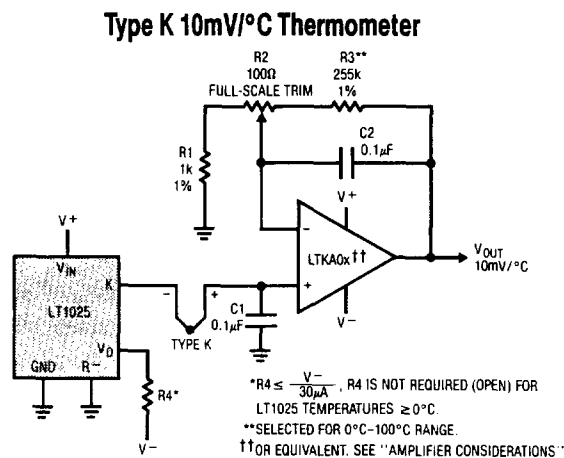 Type K 10mV/°C Thermometer
R2
100Ω
FULL-SCALE TRIM
R3**
255k
1%
R1
1k
1%
C2
0.1μF
V+
V+
VIN
K
LT1025
VO
GND
R−
−
+
TYPE K
C1
0.1μF
−
+
LTKA0x††
V−
VOUT
10mV/°C
R4*
V−
*R4 ≤ V−/30μA, R4 IS NOT REQUIRED (OPEN) FOR
LT1025 TEMPERATURES ≥0°C.
**SELECTED FOR 0°C–100°C RANGE.
††OR EQUIVALENT. SEE "AMPLIFIER CONSIDERATIONS"